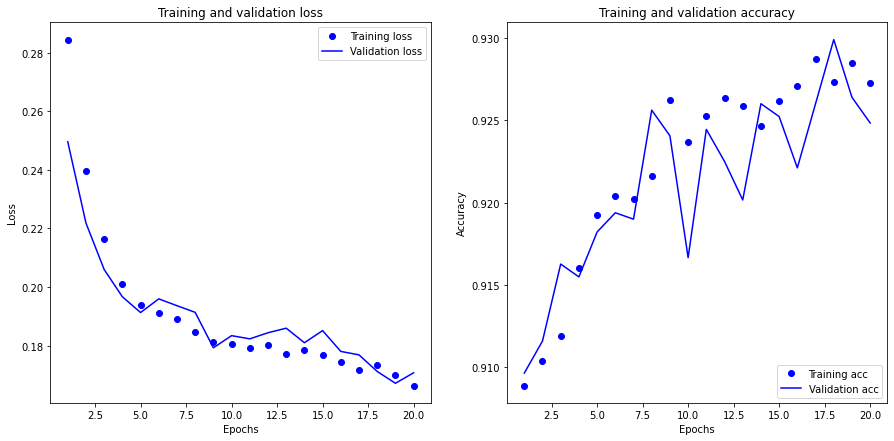 Training and validation loss
Training loss
Validation loss
0.28
0.26
0.24
0.22
0.20
0.18
Loss
2.5 5.0 7.5 10.0 12.5 15.0 17.5 20.0
Epochs
Training and validation accuracy
0.930
0.925
0.920
0.915
0.910
Accuracy
Training acc
Validation acc
2.5 5.0 7.5 10.0 12.5 15.0 17.5 20.0
Epochs